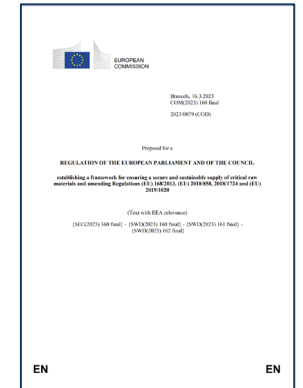 EUROPEAN
COMMISSION
Brussels, 16.3.2023
COM(2023) 160 final
2023/0079 (COD)
Proposal for a
REGULATION OF THE EUROPEAN PARLIAMENT AND OF THE COUNCIL
establishing a framework for ensuring a secure and sustainable supply of critical raw
materials and amending Regulations (EU) 168/2013, (EU) 2018/858, 2018/1724 and (EU)
2019/1020
(Text with EEA relevance)
{SEC(2023) 360 final} - {SWD(2023) 160 final} - {SWD(2023) 161 final} -
{SWD(2023) 162 final}
EN EN